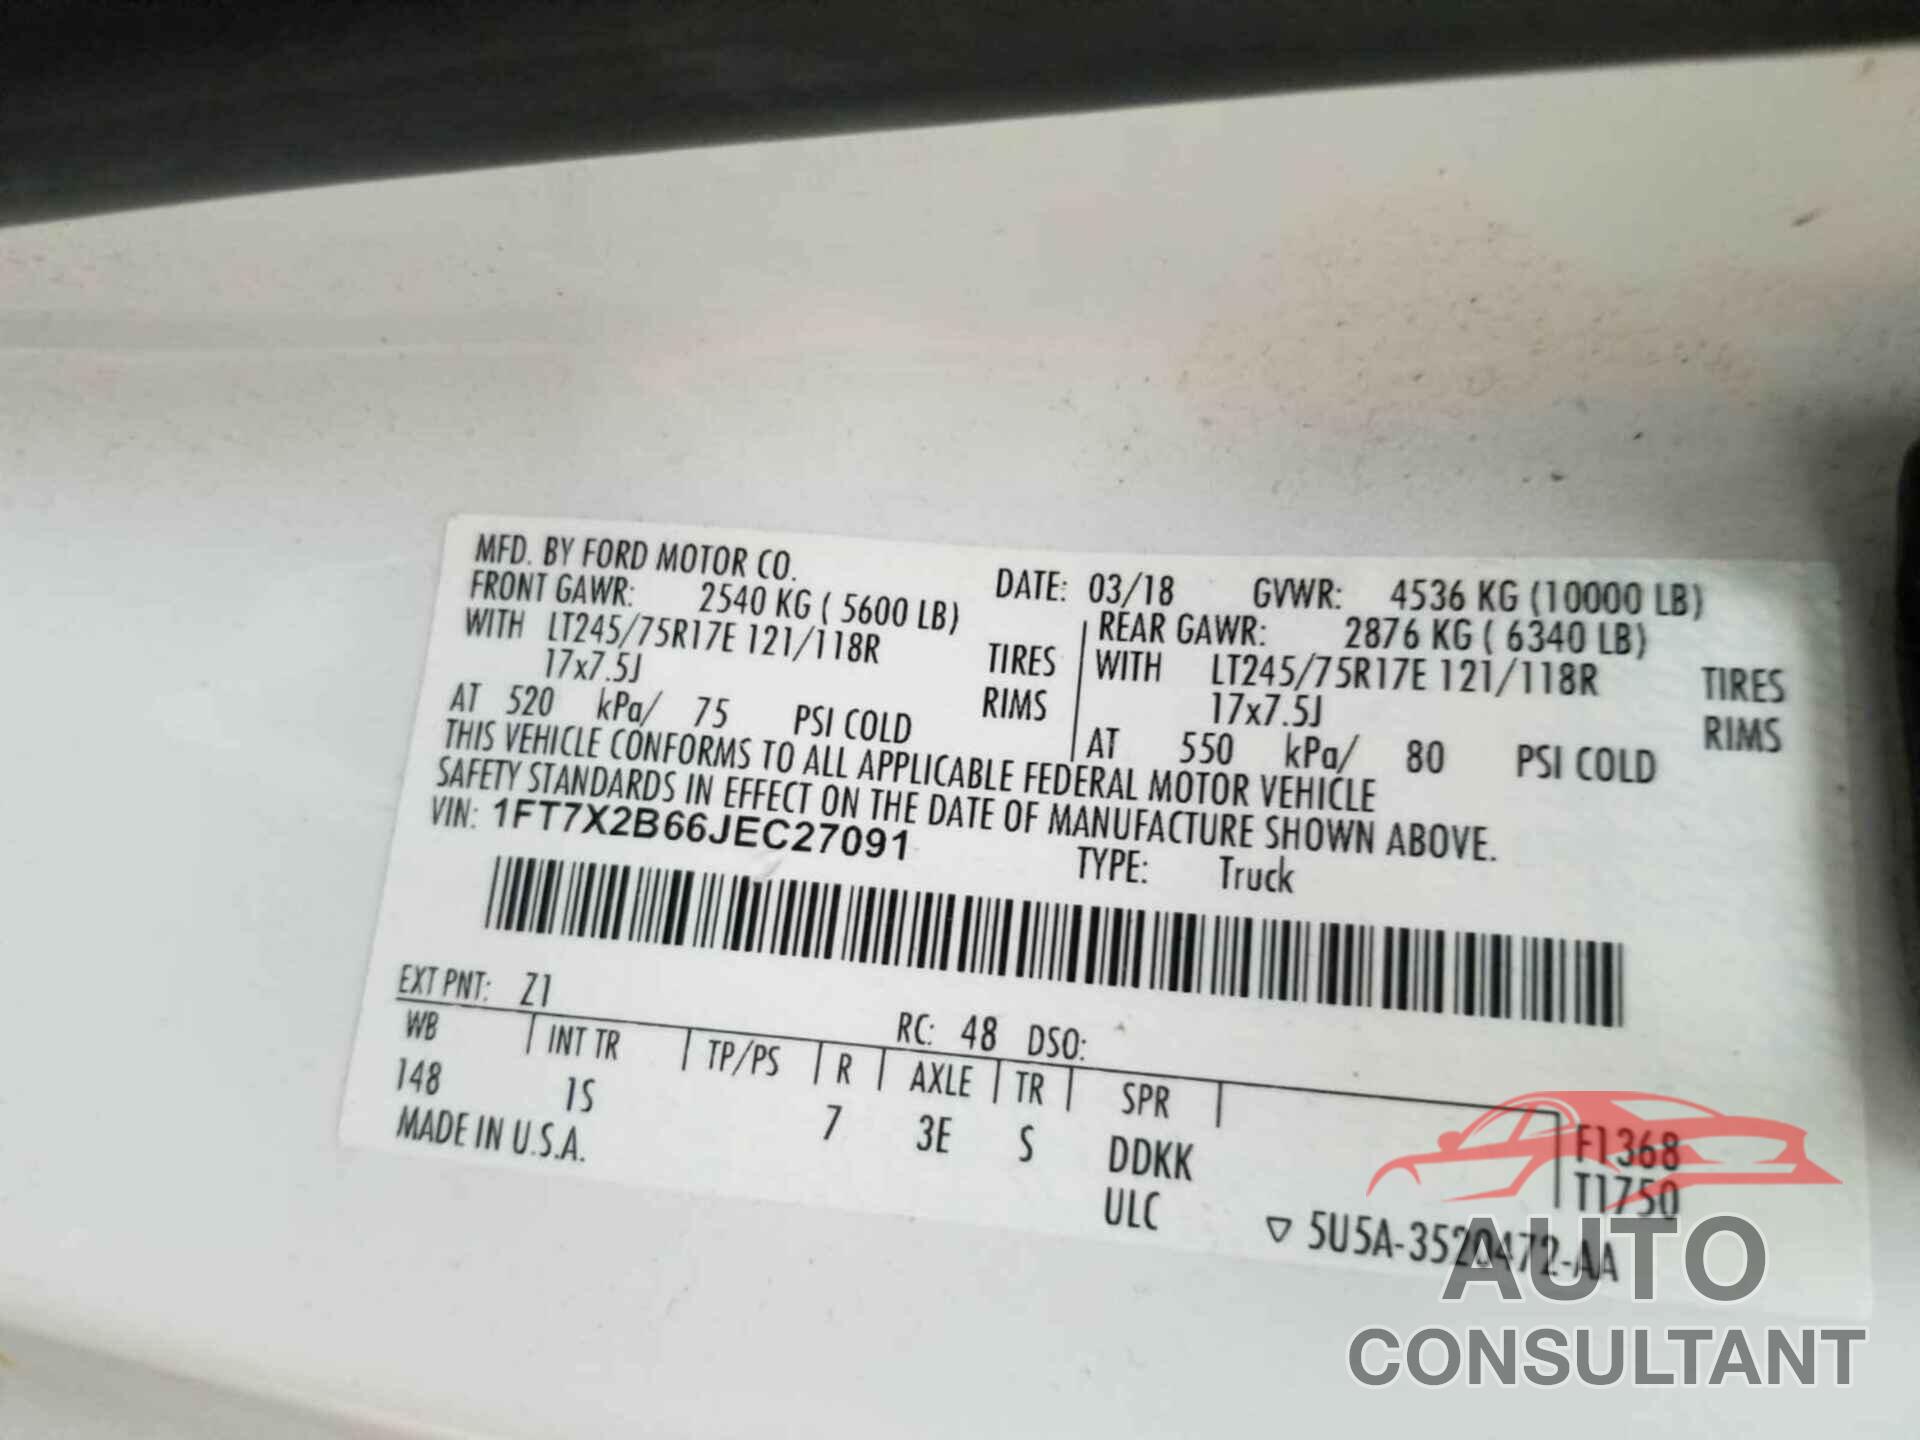 MFD. BY FORD MOTOR CO.
DATE: 03/18 GVWR: 4536 KG (10000 LB)
FRONT GAWR: 2540 KG ( 5600 LB)
REAR GAWR: 2876 KG ( 6340 LB)
WITH LT245/75R17E 121/118R TIRES
WITH LT245/75R17E 121/118R TIRES
17x7.5J RIMS
17x7.5J RIMS
AT 520 kPa/ 75 PSI COLD
AT 550 kPa/ 80 PSI COLD
THIS VEHICLE CONFORMS TO ALL APPLICABLE FEDERAL MOTOR VEHICLE
SAFETY STANDARDS IN EFFECT ON THE DATE OF MANUFACTURE SHOWN ABOVE.
VIN: 1FT7X2B66JEC27091
TYPE: Truck
EXT PNT: Z1 RC: 48 DSO:
WB INT TR TP/PS R AXLE TR SPR
148 1S 7 3E S DDKK F1368
MADE IN U.S.A. ULC T1750
▽ 5U5A-3520472-AA
AUTO
CONSULTANT